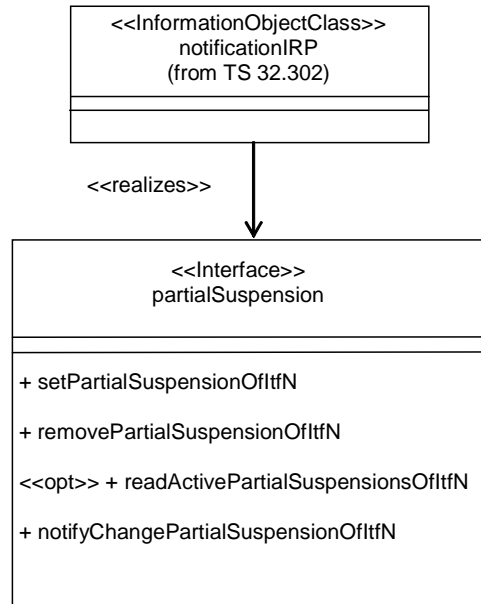 <<InformationObjectClass>>
notificationIRP
(from TS 32.302)
<<realizes>>
<<Interface>>
partialSuspension
+ setPartialSuspensionOfItfN
+ removePartialSuspensionOfItfN
<<opt>> + readActivePartialSuspensionsOfItfN
+ notifyChangePartialSuspensionOfItfN